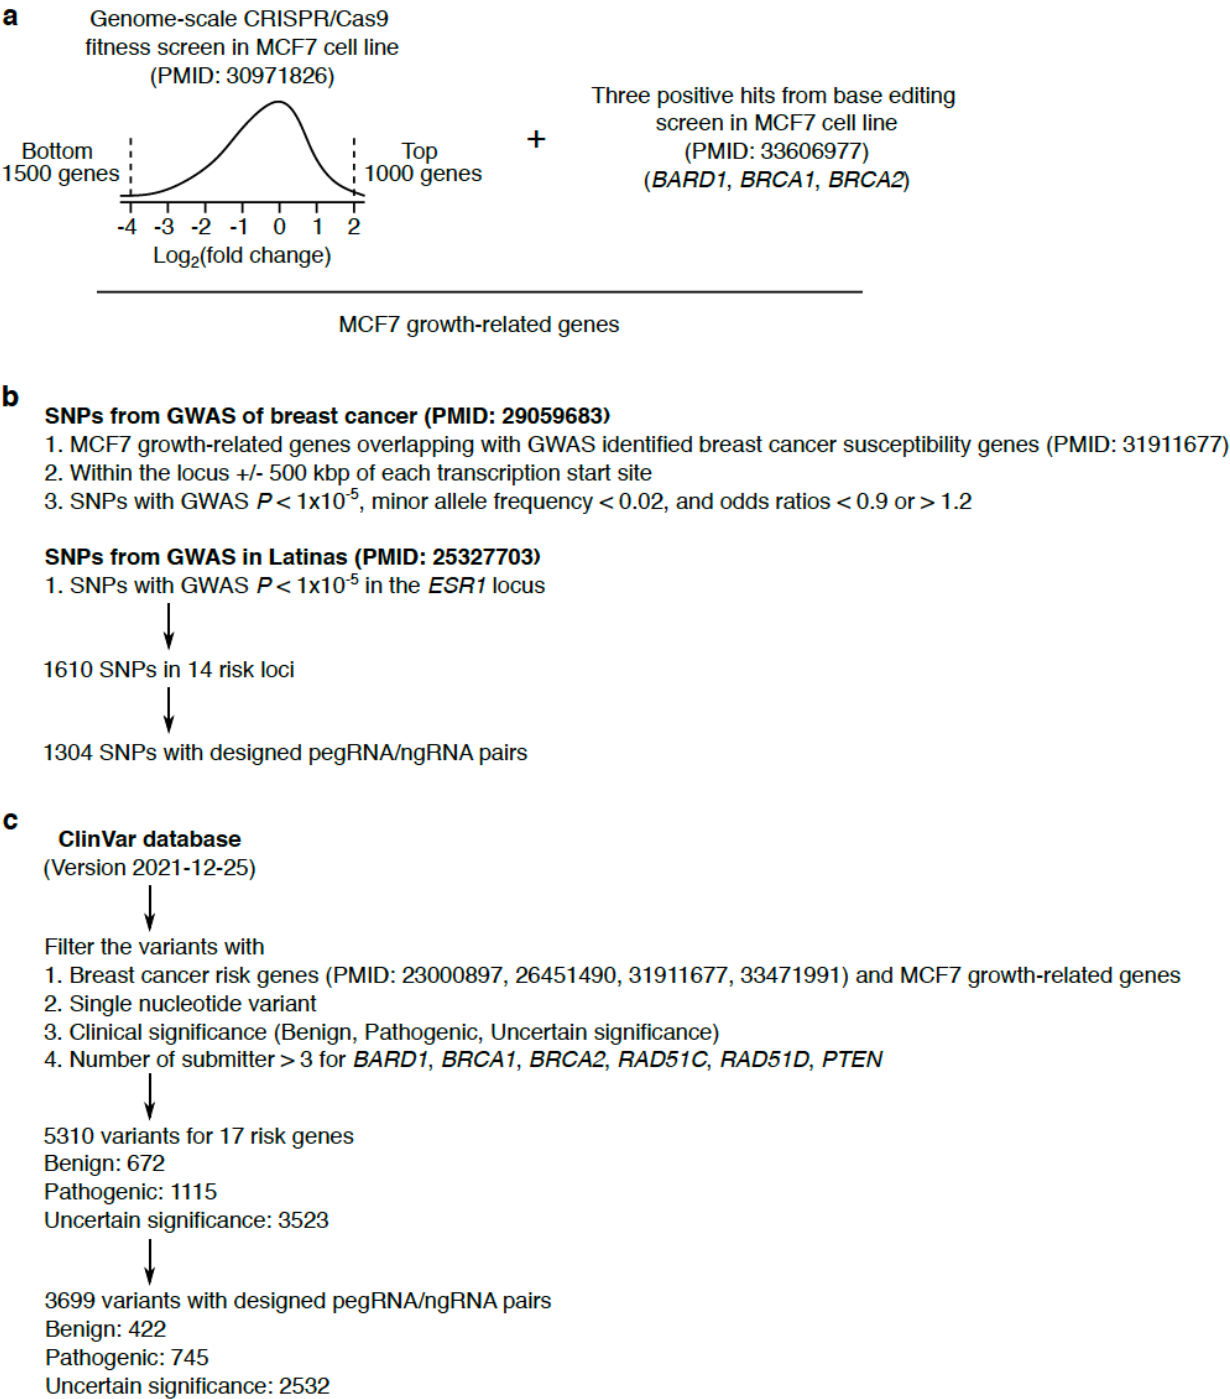 a
Genome-scale CRISPR/Cas9
fitness screen in MCF7 cell line
(PMID: 30971826)
Bottom
1500 genes
Top
1000 genes
-4 -3 -2 -1 0 1 2
Log2(fold change)
+
Three positive hits from base editing
screen in MCF7 cell line
(PMID: 33606977)
(BARD1, BRCA1, BRCA2)
MCF7 growth-related genes
b
SNPs from GWAS of breast cancer (PMID: 29059683)
1. MCF7 growth-related genes overlapping with GWAS identified breast cancer susceptibility genes (PMID: 31911677)
2. Within the locus +/- 500 kbp of each transcription start site
3. SNPs with GWAS P < 1x10-5, minor allele frequency < 0.02, and odds ratios < 0.9 or > 1.2
SNPs from GWAS in Latinas (PMID: 25327703)
1. SNPs with GWAS P < 1x10-5 in the ESR1 locus
1610 SNPs in 14 risk loci
1304 SNPs with designed pegRNA/ngRNA pairs
c
ClinVar database
(Version 2021-12-25)
Filter the variants with
1. Breast cancer risk genes (PMID: 23000897, 26451490, 31911677, 33471991) and MCF7 growth-related genes
2. Single nucleotide variant
3. Clinical significance (Benign, Pathogenic, Uncertain significance)
4. Number of submitter > 3 for BARD1, BRCA1, BRCA2, RAD51C, RAD51D, PTEN
5310 variants for 17 risk genes
Benign: 672
Pathogenic: 1115
Uncertain significance: 3523
3699 variants with designed pegRNA/ngRNA pairs
Benign: 422
Pathogenic: 745
Uncertain significance: 2532